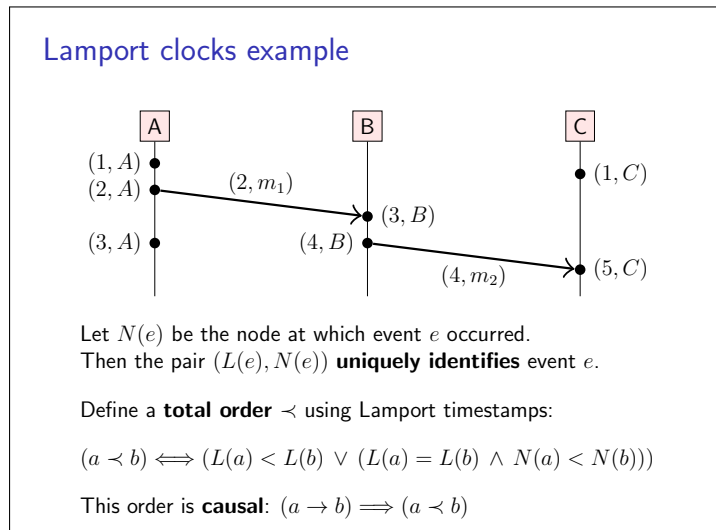 Lamport clocks example
A B C
(1, A)
(1, C)
(2, A)
(2, m₁)
(3, B)
(3, A)
(4, B)
(4, m₂)
(5, C)
Let N(e) be the node at which event e occurred.
Then the pair (L(e), N(e)) uniquely identifies event e.
Define a total order ≺ using Lamport timestamps:
(a ≺ b) ⟺ (L(a) < L(b) ∨ (L(a) = L(b) ∧ N(a) < N(b)))
This order is causal: (a → b) ⟹ (a ≺ b)